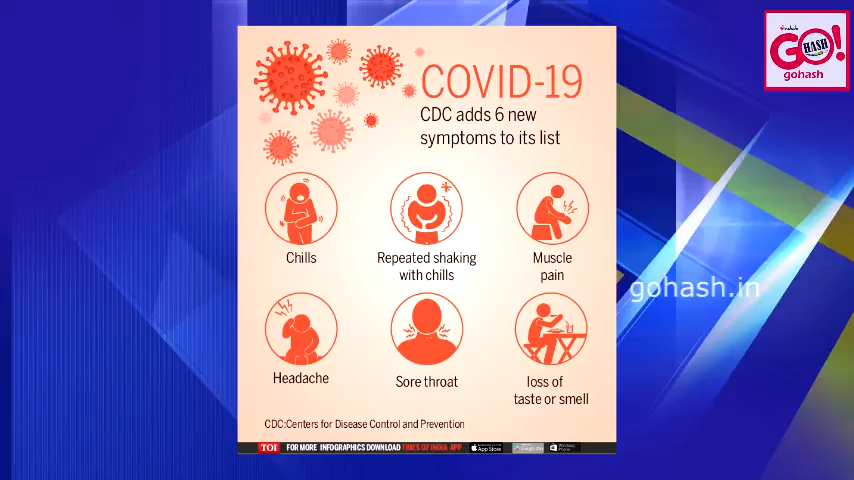 GO!
HASH
gohash
COVID-19
CDC adds 6 new
symptoms to its list
Chills
Repeated shaking
with chills
Muscle
pain
gohash.in
Headache
Sore throat
loss of
taste or smell
CDC:Centers for Disease Control and Prevention
TOI FOR MORE INFOGRAPHICS DOWNLOAD TIMES OF INDIA APP App Store